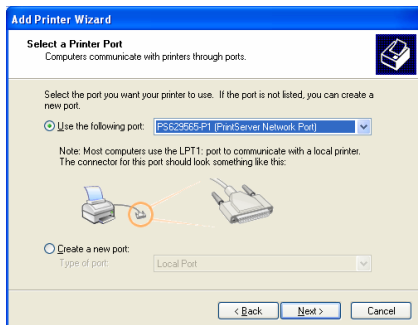 Add Printer Wizard
Select a Printer Port
Computers communicate with printers through ports.
Select the port you want your printer to use. If the port is not listed, you can create a
new port.
Use the following port: PS629565-P1 (PrintServer Network Port)
Note: Most computers use the LPT1: port to communicate with a local printer.
The connector for this port should look something like this:
Create a new port:
Type of port: Local Port
< Back Next > Cancel